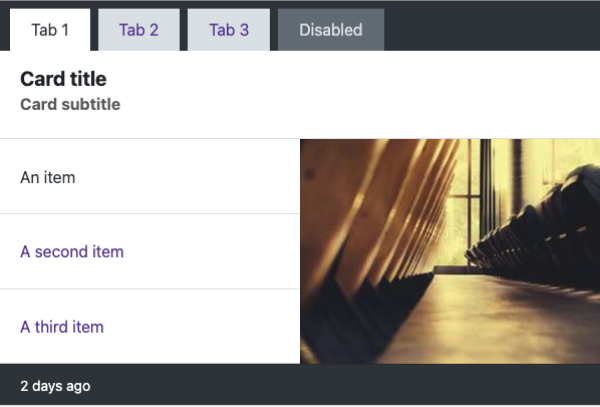 Tab 1 Tab 2 Tab 3 Disabled
Card title
Card subtitle
An item
A second item
A third item
2 days ago